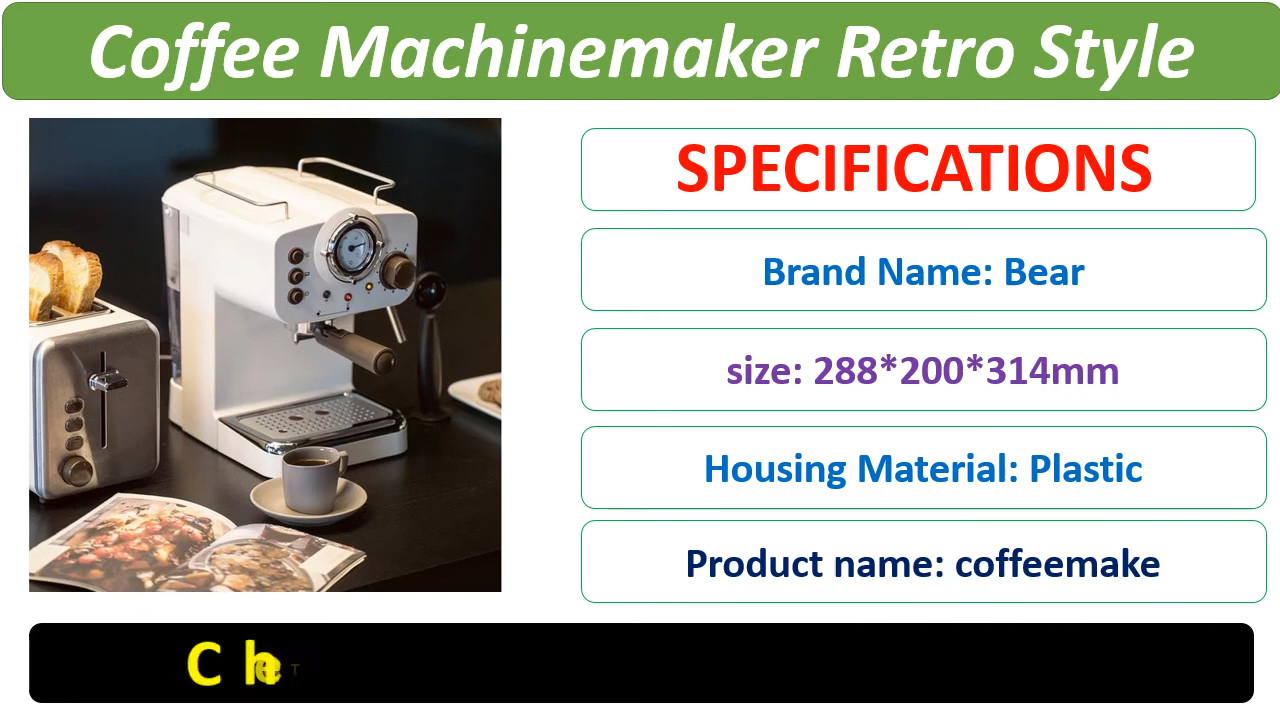 Coffee Machinemaker Retro Style
SPECIFICATIONS
Brand Name: Bear
size: 288*200*314mm
Housing Material: Plastic
Product name: coffeemake
C h